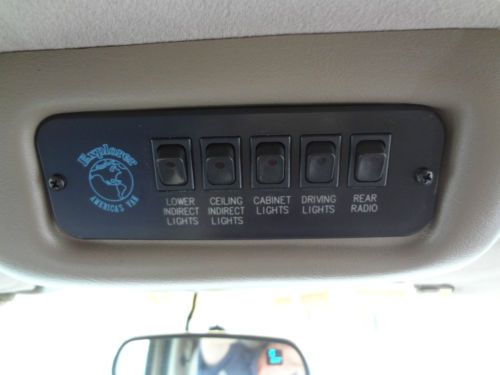 Explorer
AMERICA'S VAN
LOWER
INDIRECT
LIGHTS
CEILING
INDIRECT
LIGHTS
CABINET
LIGHTS
DRIVING
LIGHTS
REAR
RADIO